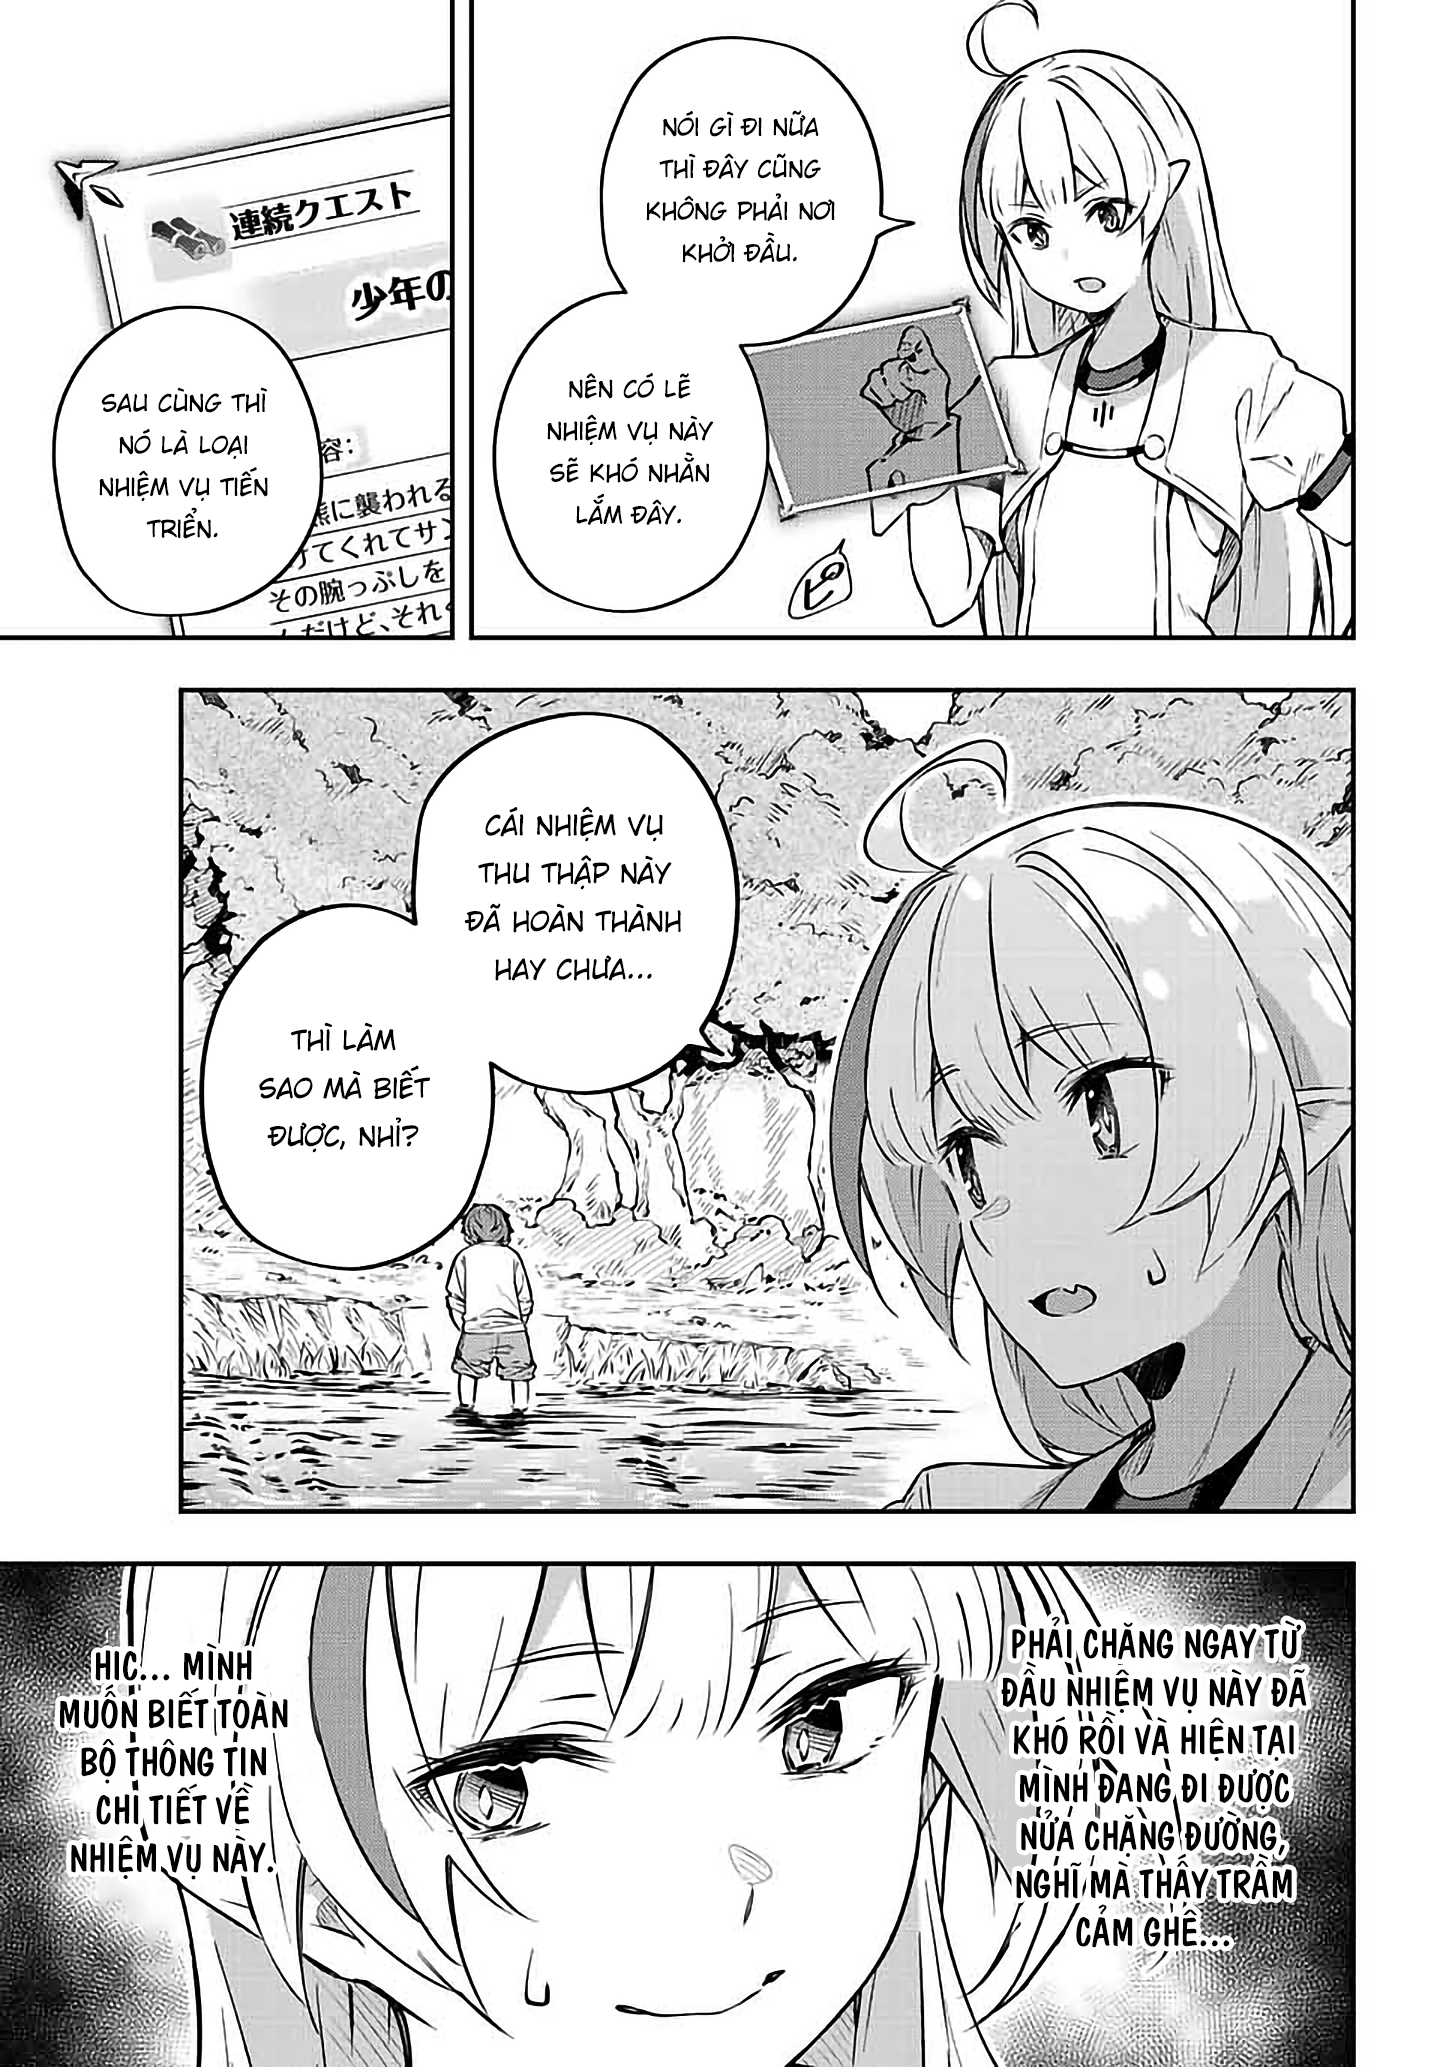 NÓI GÌ ĐI NỮA
THÌ ĐÂY CŨNG
KHÔNG PHẢI NƠI
KHỞI ĐẦU.
NÊN CÓ LẼ
NHIỆM VỤ NÀY
SẼ KHÓ NHẰN
LẮM ĐÂY.
ピッ
連続クエスト
少年の
容:
熊に襲われる
けてくれてサン
その腕っぷしを
んだけど、それ
SAU CÙNG THÌ
NÓ LÀ LOẠI
NHIỆM VỤ TIẾN
TRIỂN.
CÁI NHIỆM VỤ
THU THẬP NÀY
ĐÃ HOÀN THÀNH
HAY CHƯA...
THÌ LÀM
SAO MÀ BIẾT
ĐƯỢC, NHỈ?
PHẢI CHĂNG NGAY TỪ
ĐẦU NHIỆM VỤ NÀY ĐÃ
KHÓ RỒI VÀ HIỆN TẠI
MÌNH ĐANG ĐI ĐƯỢC
NỬA CHẶNG ĐƯỜNG,
NGHĨ MÀ THẤY TRẦM
CẢM GHÊ...
HIC... MÌNH
MUỐN BIẾT TOÀN
BỘ THÔNG TIN
CHI TIẾT VỀ
NHIỆM VỤ NÀY.